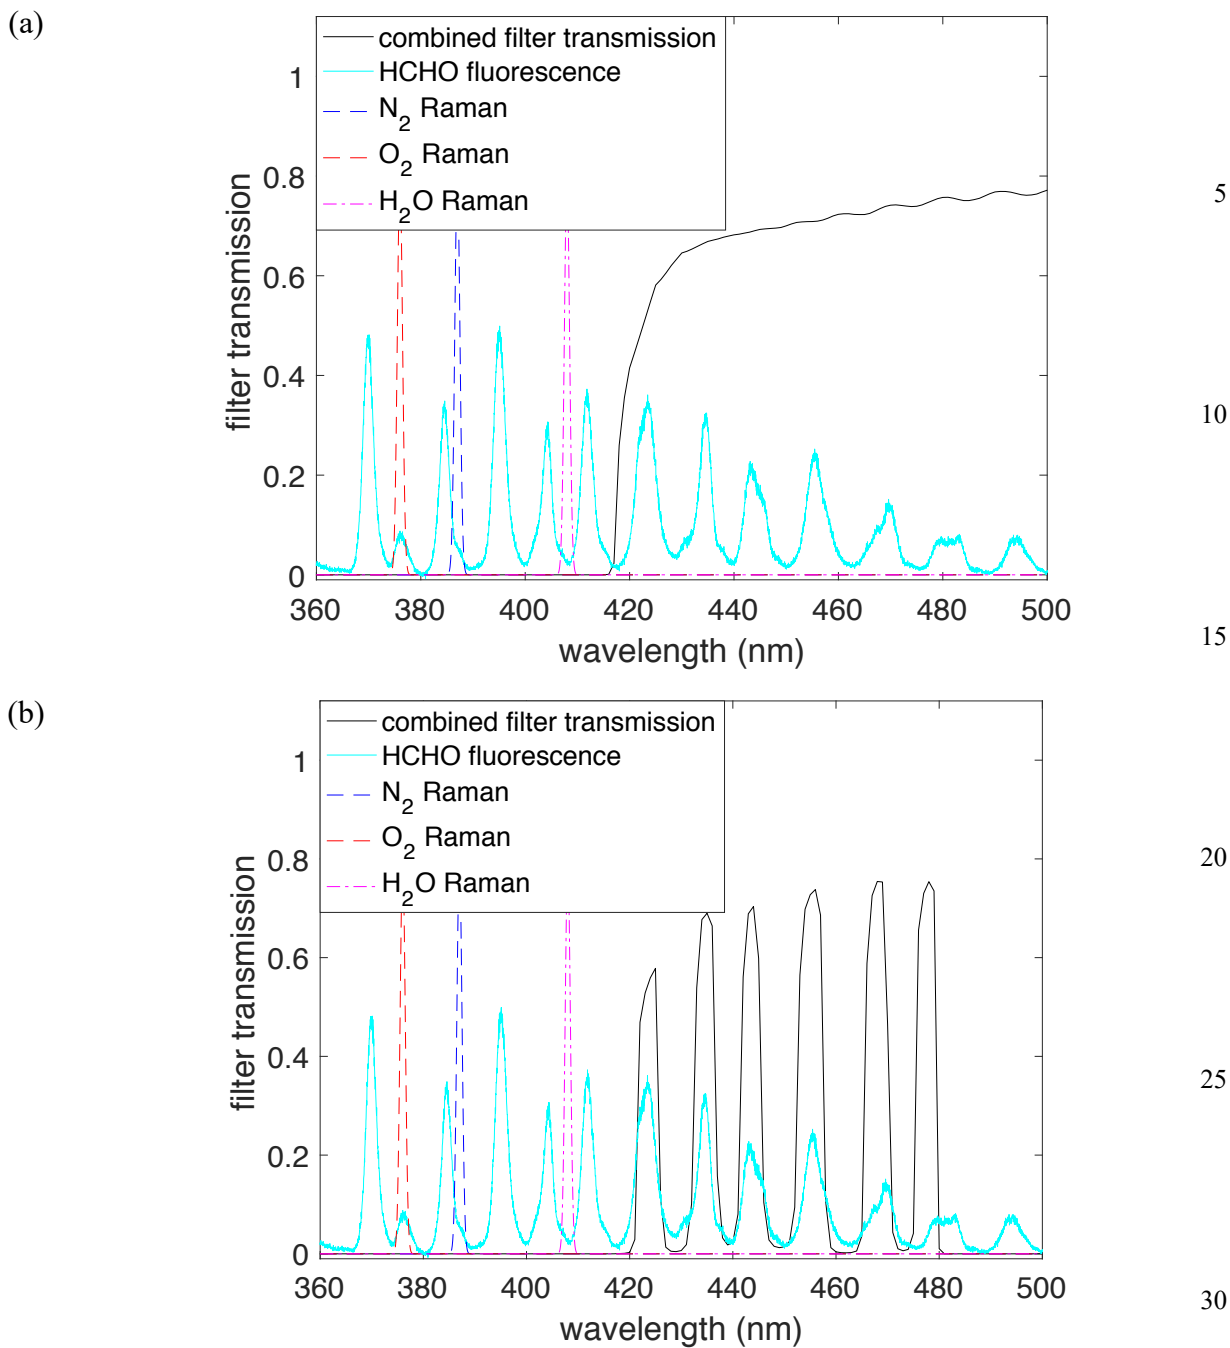 (a)
combined filter transmission
HCHO fluorescence
N2 Raman
O2 Raman
H2O Raman
filter transmission
1
0.8
0.6
0.4
0.2
0
360 380 400 420 440 460 480 500
wavelength (nm)
5
10
15
(b)
combined filter transmission
HCHO fluorescence
N2 Raman
O2 Raman
H2O Raman
filter transmission
1
0.8
0.6
0.4
0.2
0
360 380 400 420 440 460 480 500
wavelength (nm)
20
25
30